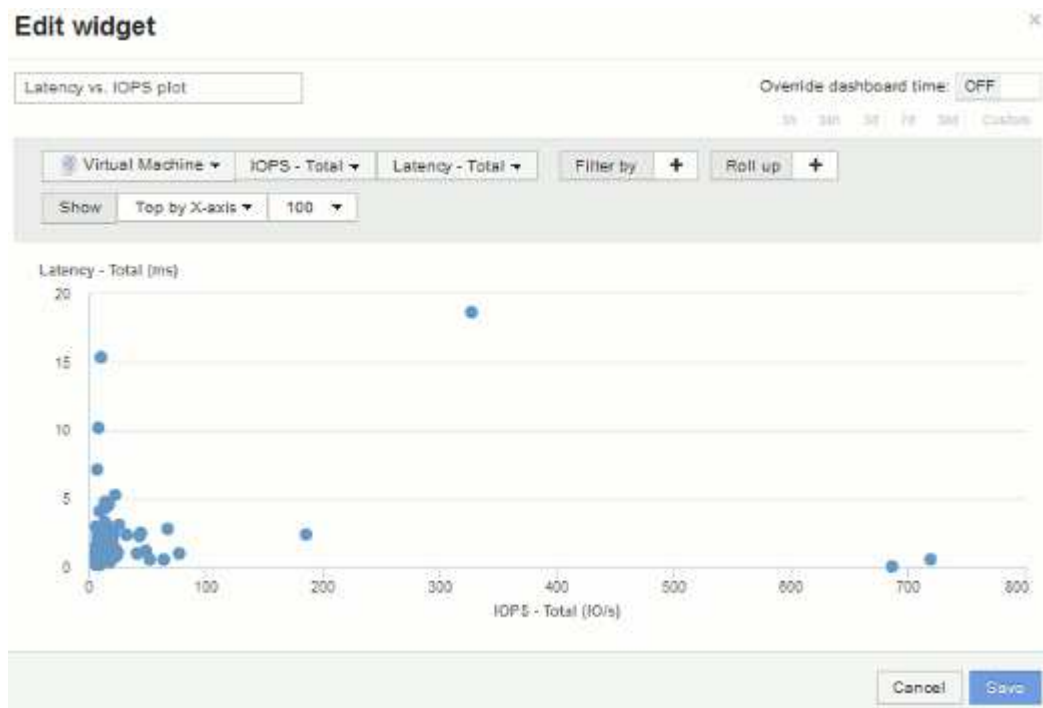 Edit widget
Latency vs. IOPS plot
Override dashboard time: OFF
Custom
Virtual Machine IOPS - Total Latency - Total Filter by + Roll up +
Show Top by X-axis 100
Latency - Total (ms)
20
15
10
5
0
0 100 200 300 400 500 600 700 800
IOPS - Total (IO/s)
Cancel Save